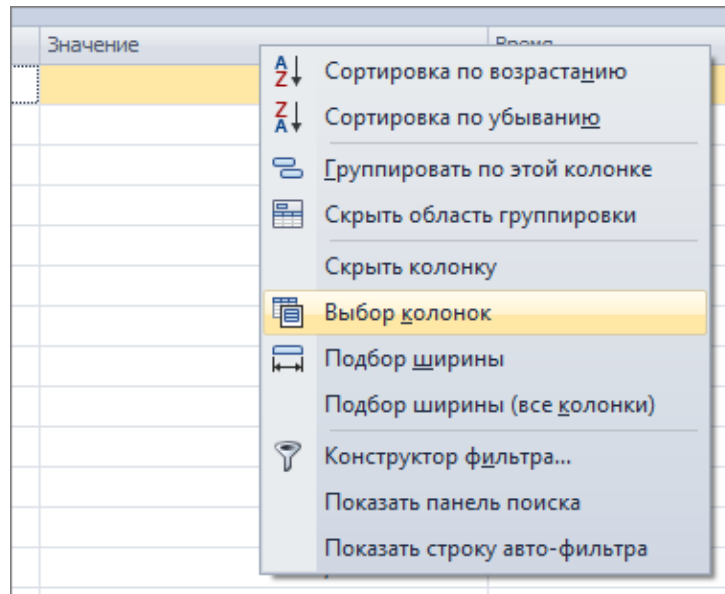 Значение
Время
Сортировка по возрастанию
Сортировка по убыванию
Группировать по этой колонке
Скрыть область группировки
Скрыть колонку
Выбор колонок
Подбор ширины
Подбор ширины (все колонки)
Конструктор фильтра...
Показать панель поиска
Показать строку авто-фильтра